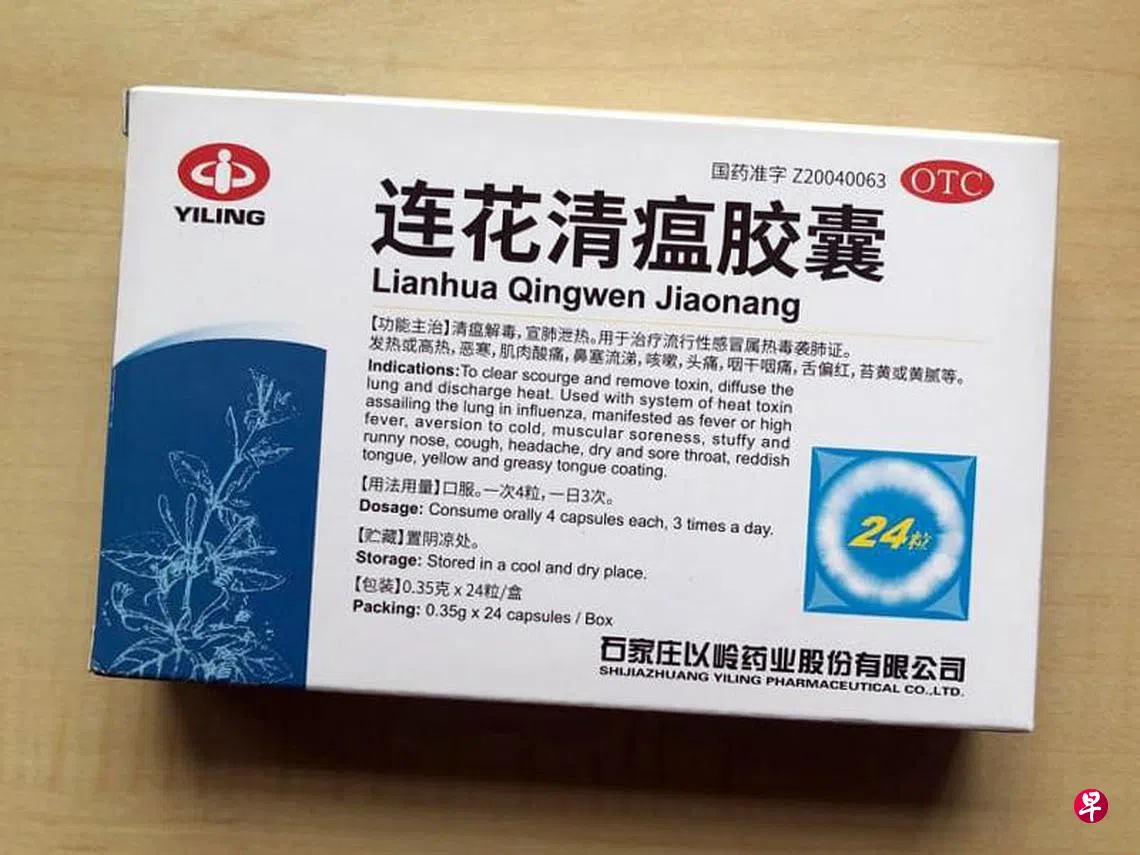 YILING
国药准字 Z20040063
OTC
连花清瘟胶囊
Lianhua Qingwen Jiaonang
【功能主治】清瘟解毒，宣肺泄热。用于治疗流行性感冒属热毒袭肺证。
发热或高热，恶寒，肌肉酸痛，鼻塞流涕，咳嗽，头痛，咽干咽痛，舌偏红，苔黄或黄腻等。
Indications:To clear scourge and remove toxin, diffuse the
lung and discharge heat. Used with system of heat toxin
assailing the lung in influenza, manifested as fever or high
fever, aversion to cold, muscular soreness, stuffy and
runny nose, cough, headache, dry and sore throat, reddish
tongue, yellow and greasy tongue coating.
【用法用量】口服。一次4粒，一日3次。
Dosage: Consume orally 4 capsules each, 3 times a day.
【贮藏】置阴凉处。
Storage: Stored in a cool and dry place.
【包装】0.35克 x 24粒/盒
Packing: 0.35g x 24 capsules / Box
24粒
石家庄以岭药业股份有限公司
SHIJIAZHUANG YILING PHARMACEUTICAL CO.,LTD.
早